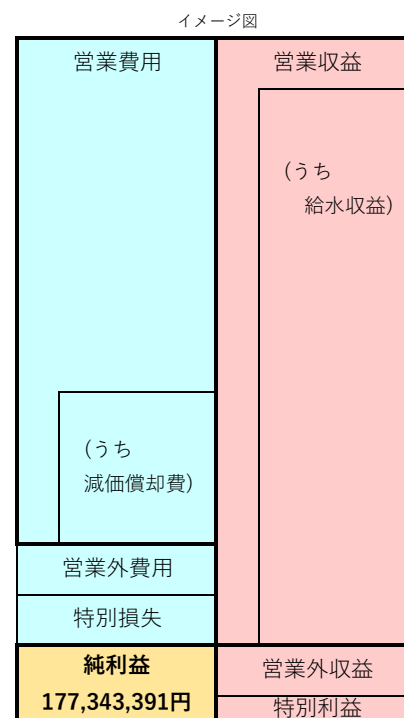 イメージ図
営業費用
営業収益
(うち
給水収益)
(うち
減価償却費)
営業外費用
特別損失
純利益
177,343,391円
営業外収益
特別利益